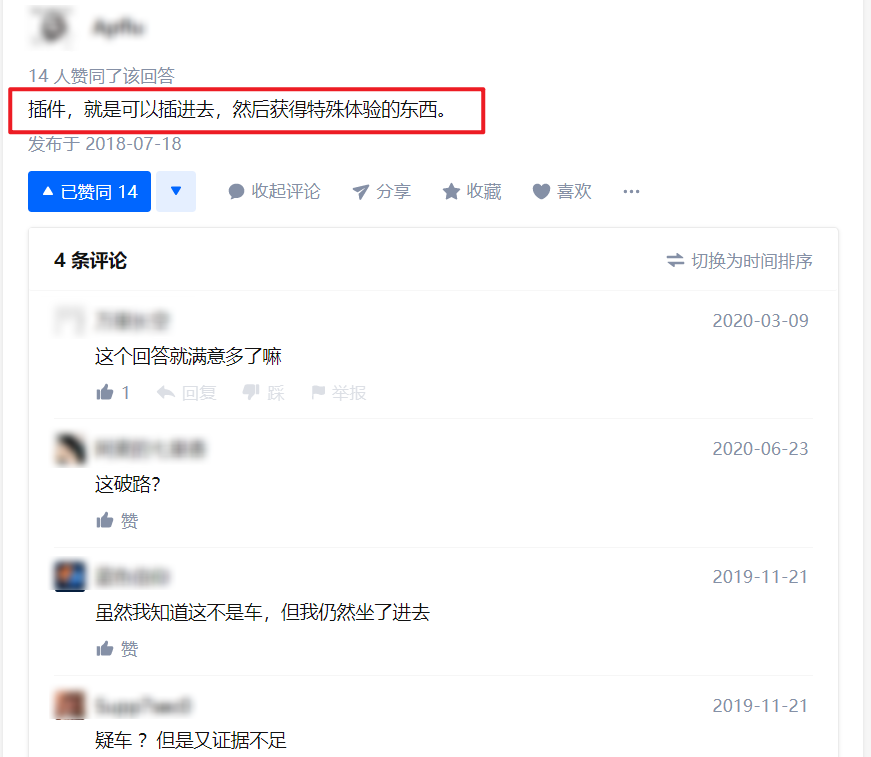 14 人赞同了该回答
插件，就是可以插进去，然后获得特殊体验的东西。
发布于 2018-07-18
已赞同 14 收起评论 分享 收藏 喜欢 ···
4 条评论 切换为时间排序
2020-03-09
这个回答就满意多了嘛
1 回复 踩 举报
2020-06-23
这破路？
赞
2019-11-21
虽然我知道这不是车，但我仍然坐了进去
赞
2019-11-21
疑车 ？但是又证据不足